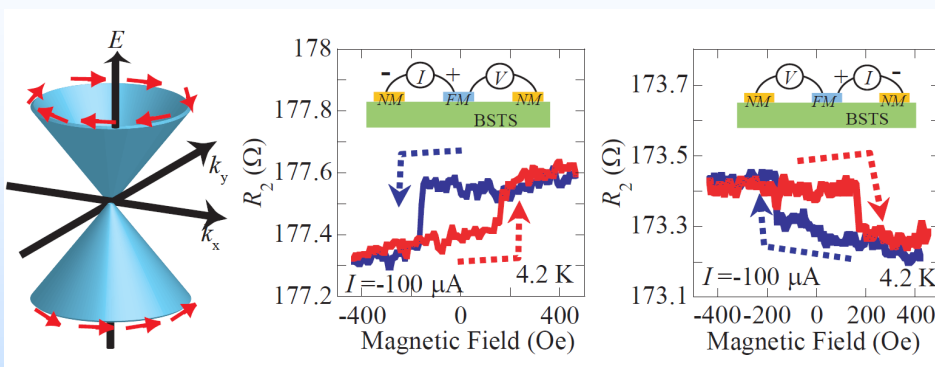 E
k_y
k_x
R_2 (Ω)
178
177.8
177.6
177.4
177.2
- I + V
NM FM NM
BSTS
I =-100 µA 4.2 K
-400 0 400
Magnetic Field (Oe)
R_2 (Ω)
173.7
173.5
173.3
173.1
V + I -
NM FM NM
BSTS
I =-100 µA 4.2 K
-400 -200 0 200 400
Magnetic Field (Oe)